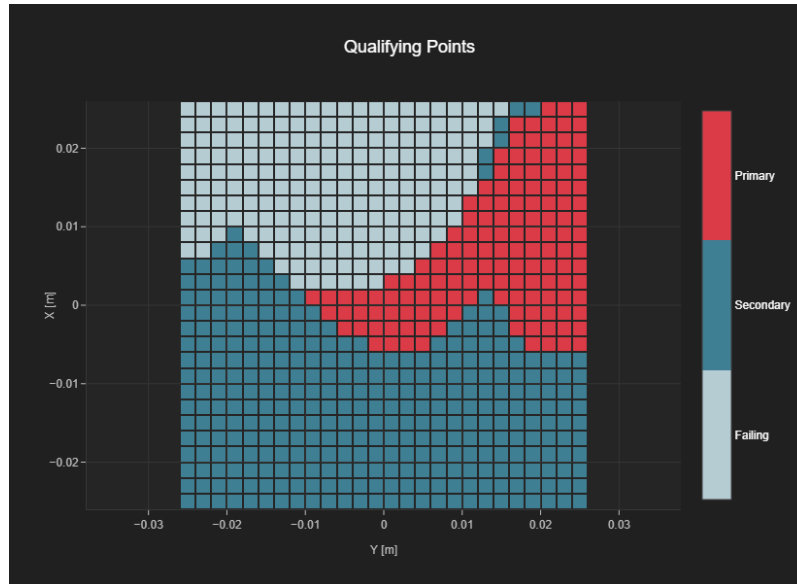 Qualifying Points
0.02
0.01
0
−0.01
−0.02
X [m]
−0.03
−0.02
−0.01
0
0.01
0.02
0.03
Y [m]
Primary
Secondary
Failing